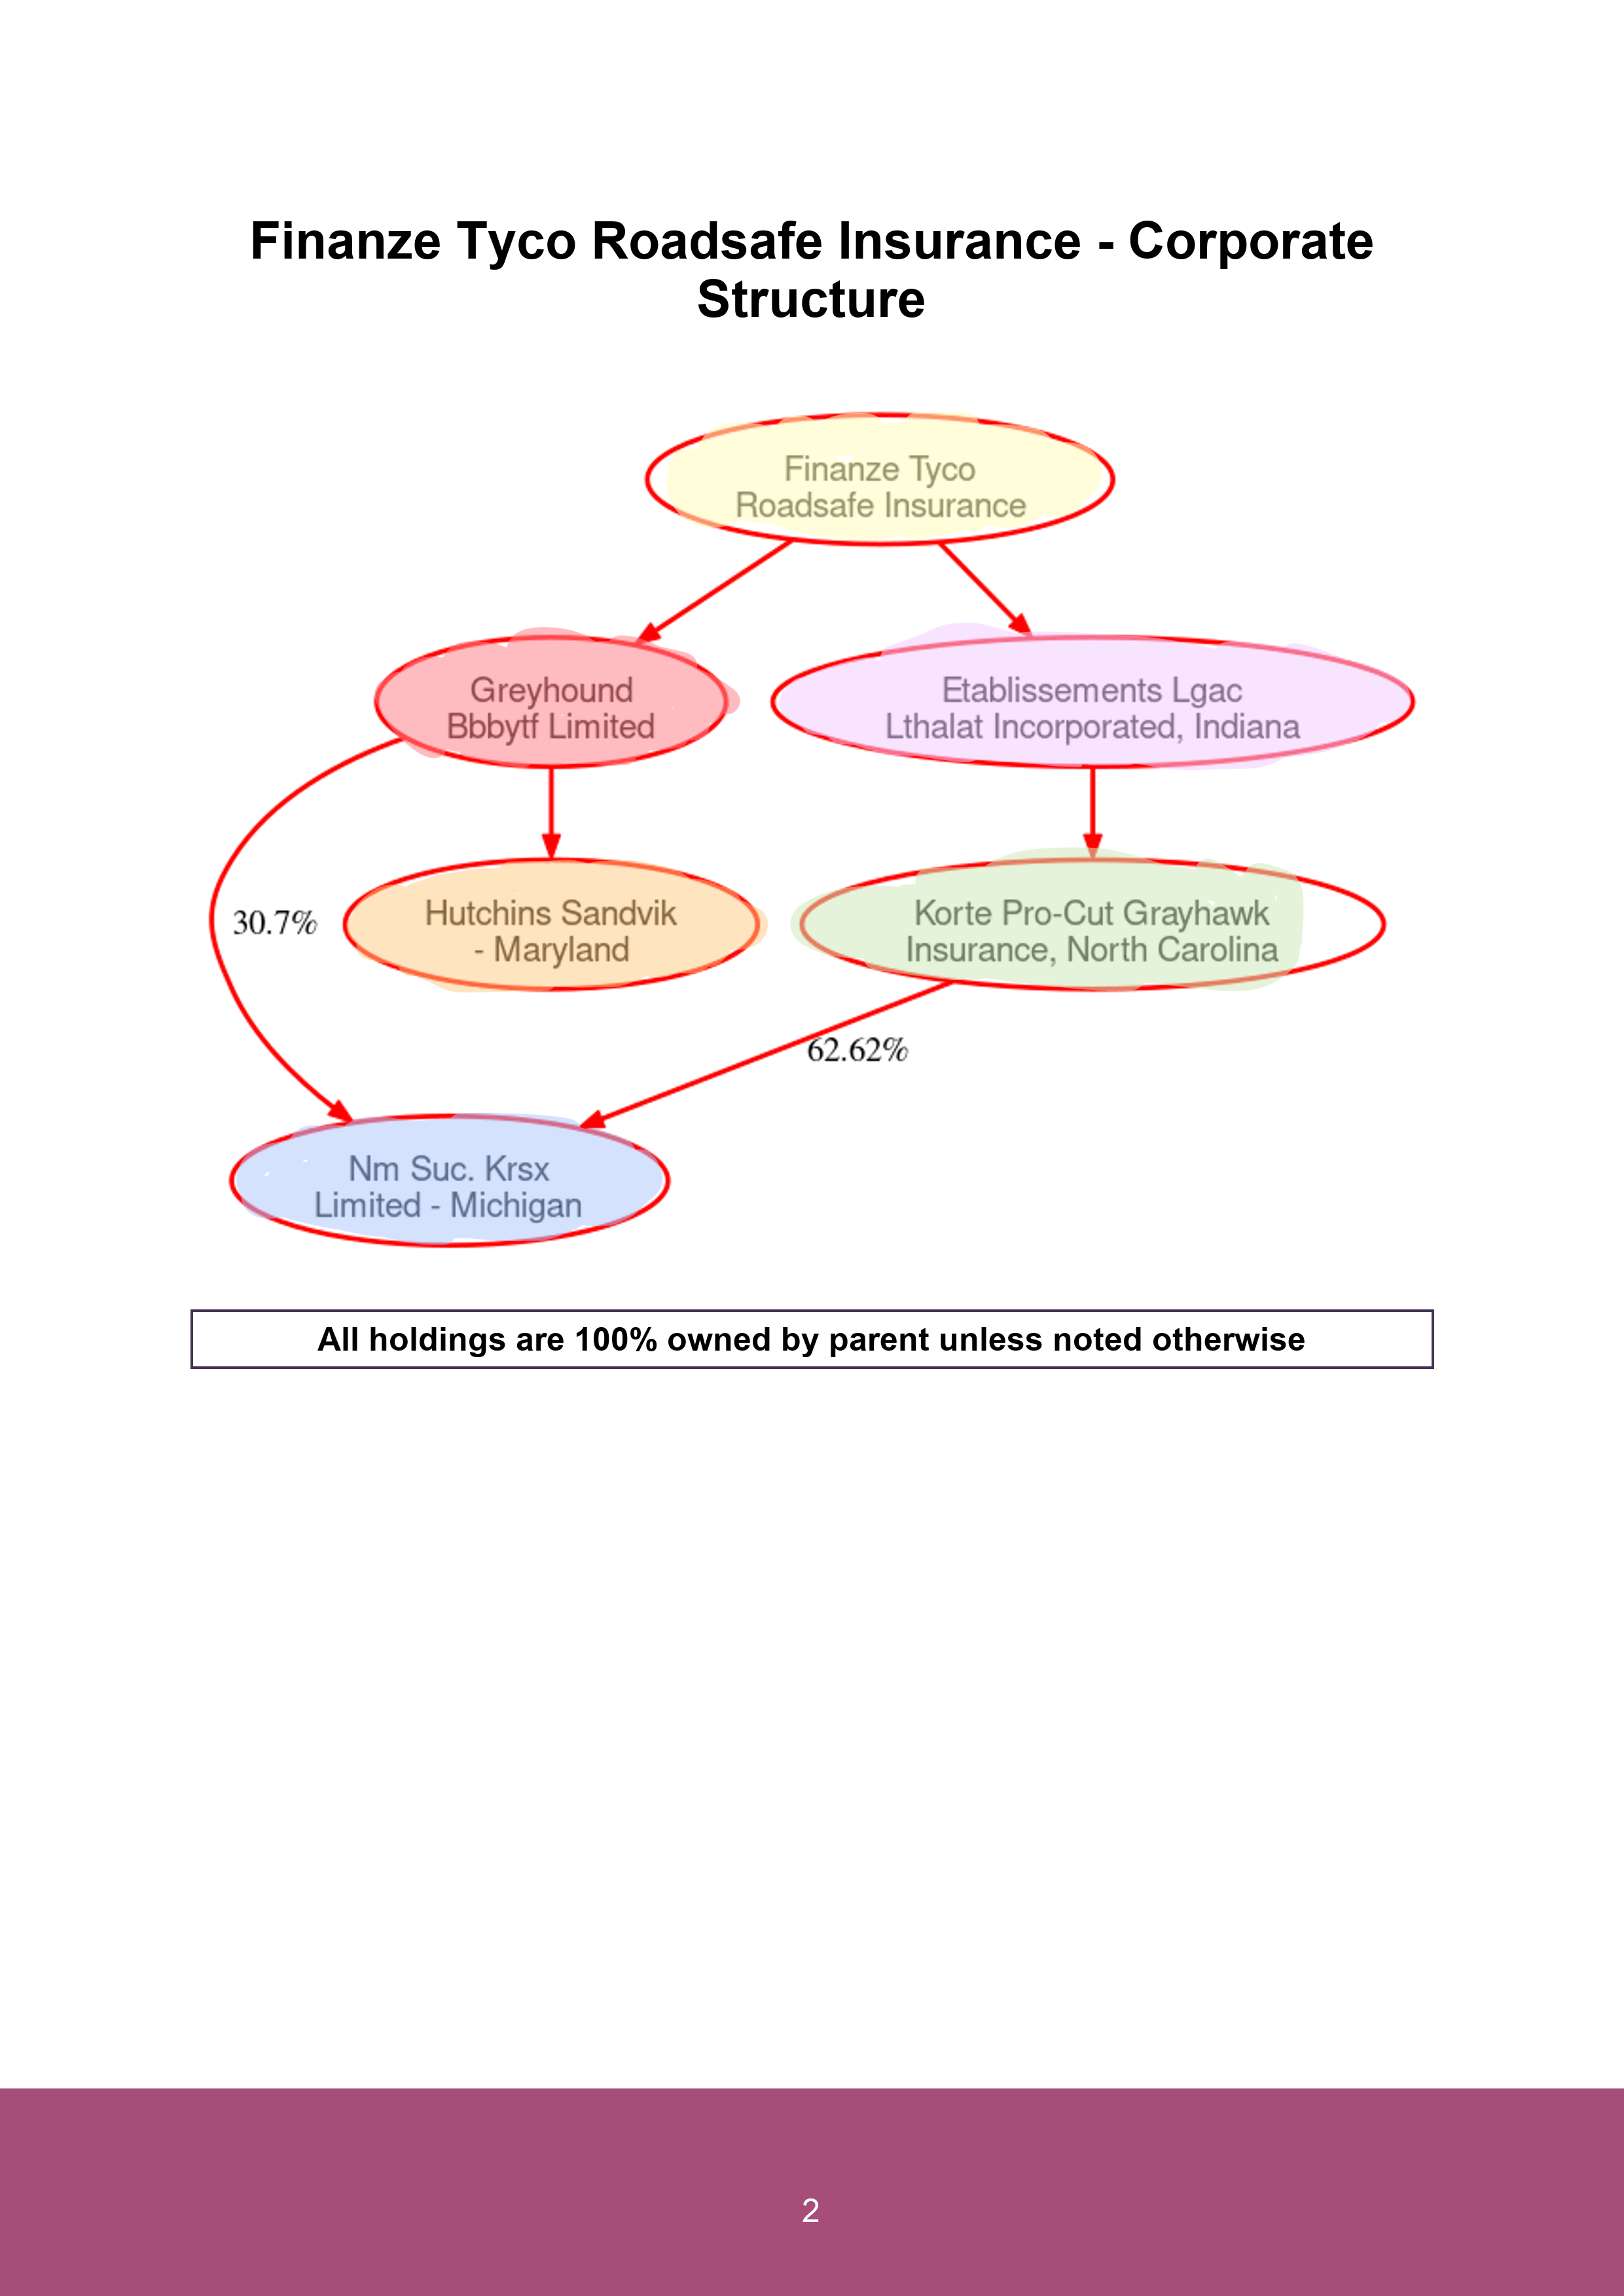 Finanze Tyco Roadsafe Insurance - Corporate
Structure
Finanze Tyco
Roadsafe Insurance
Greyhound
Bbbytf Limited
Etablissements Lgac
Lthalat Incorporated, Indiana
30.7%
Hutchins Sandvik
- Maryland
Korte Pro-Cut Grayhawk
Insurance, North Carolina
62.62%
Nm Suc. Krsx
Limited - Michigan
All holdings are 100% owned by parent unless noted otherwise
2